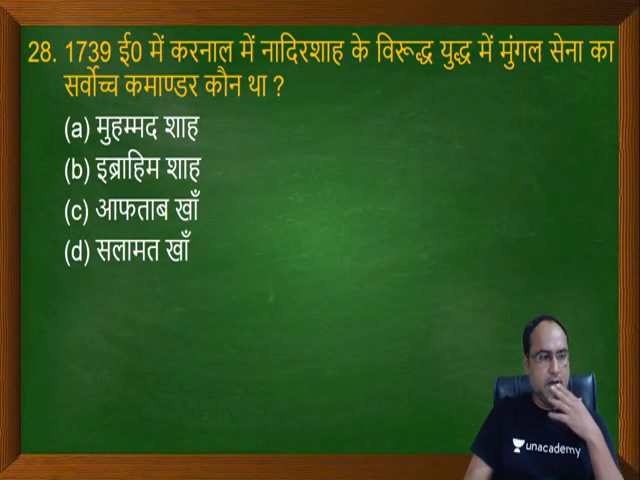 28. 1739 ई0 में करनाल में नादिरशाह के विरूद्ध युद्ध में मुंगल सेना का
सर्वोच्च कमाण्डर कौन था ?
(a) मुहम्मद शाह
(b) इब्राहिम शाह
(c) आफताब खाँ
(d) सलामत खाँ
unacademy